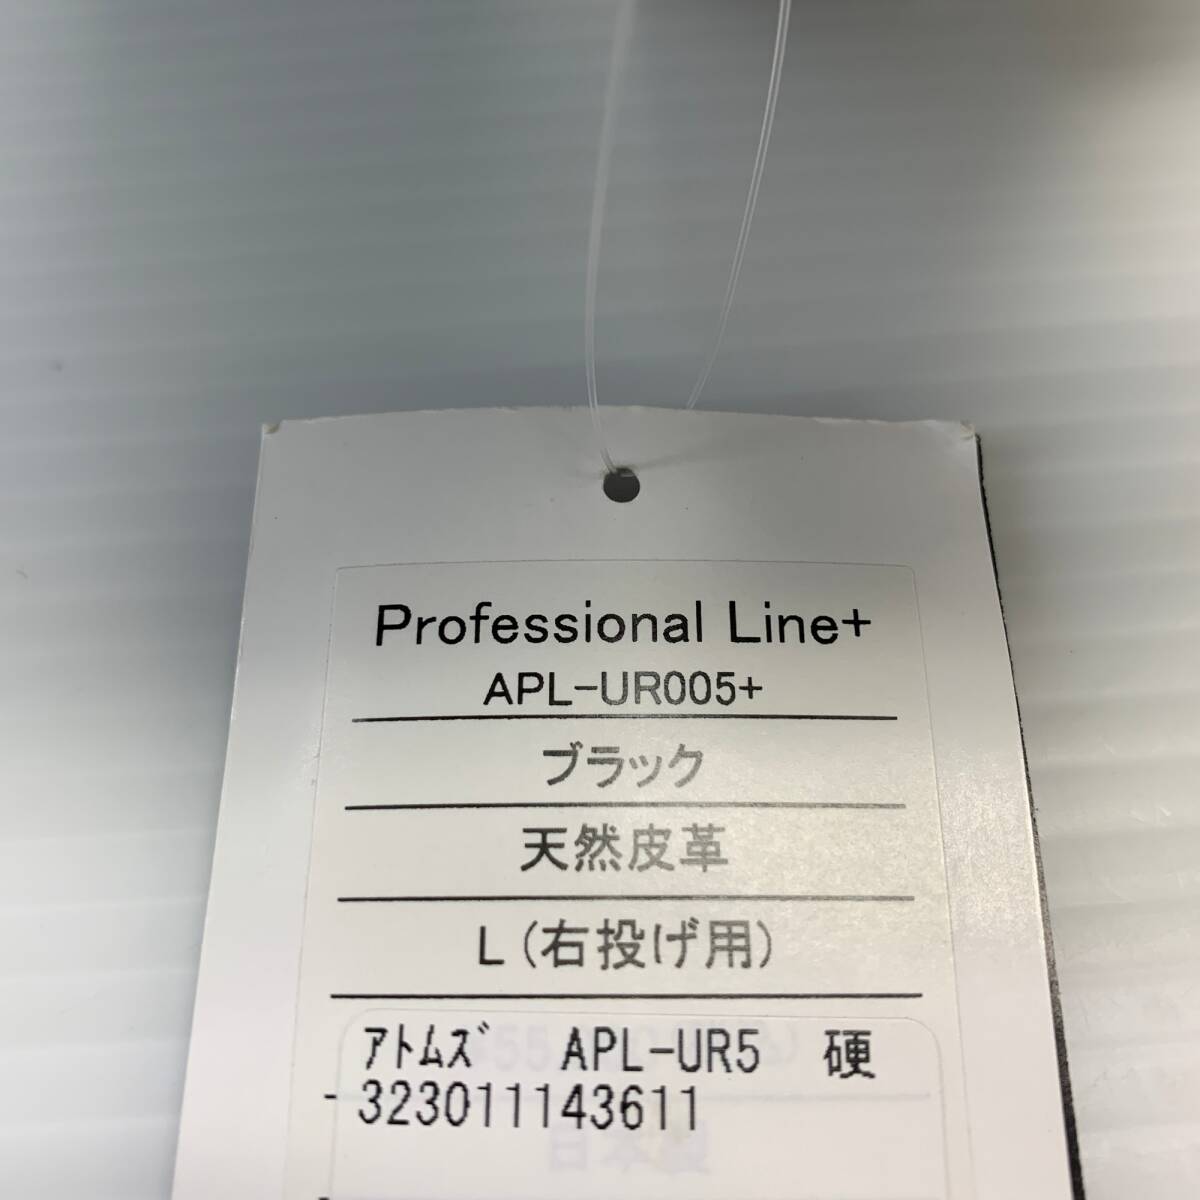 Professional Line+
APL-UR005+
ブラック
天然皮革
L(右投げ用)
ｱﾄﾑｽﾞ APL-UR5 硬
323011143611